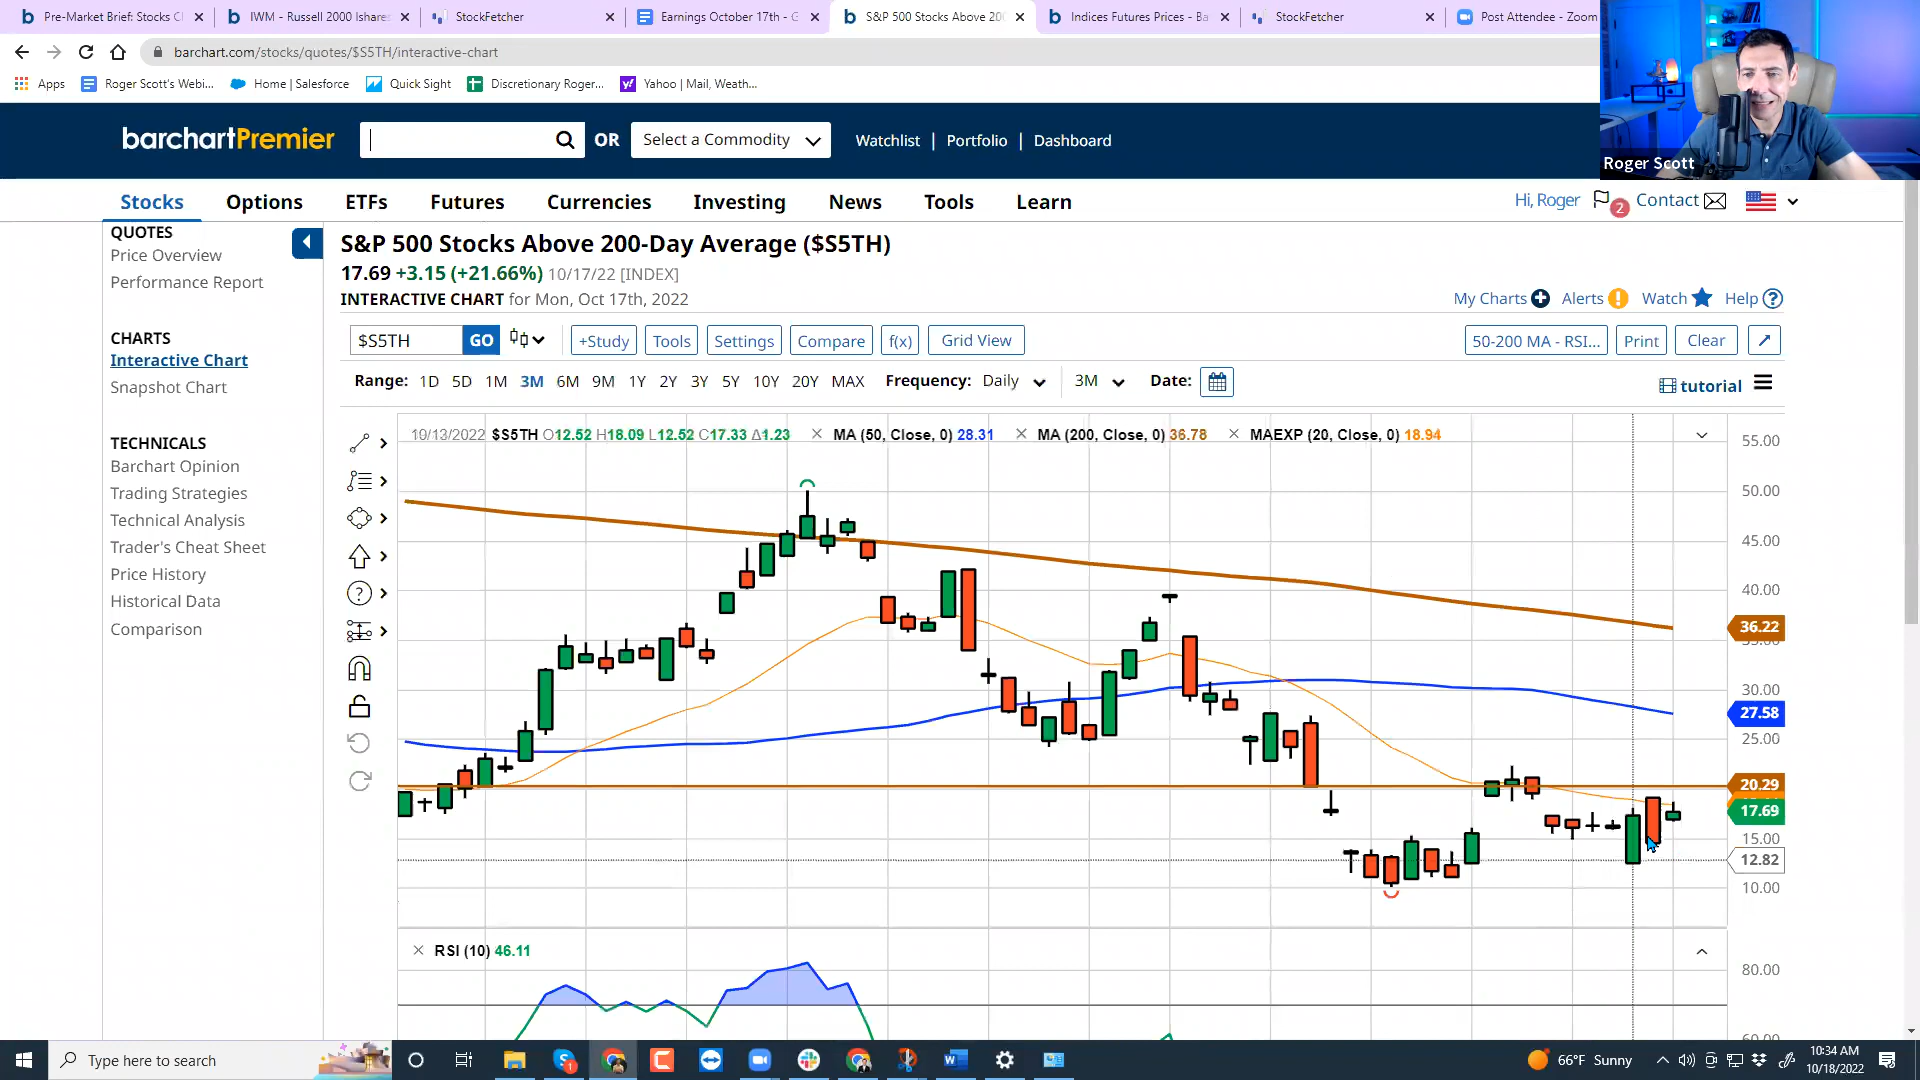 Pre-Market Brief: Stocks Cl
IWM - Russell 2000 Ishare
StockFetcher
Earnings October 17th - G
S&P 500 Stocks Above 200
Indices Futures Prices - Ba
StockFetcher
Post Attendee - Zoom
barchart.com/stocks/quotes/$S5TH/interactive-chart
Apps
Roger Scott's Webi...
Home | Salesforce
Quick Sight
Discretionary Roger...
Yahoo | Mail, Weath...
Roger Scott
barchartPremier
OR
Select a Commodity
Watchlist | Portfolio | Dashboard
Stocks Options ETFs Futures Currencies Investing News Tools Learn
Hi, Roger
2
Contact
QUOTES
Price Overview
Performance Report
CHARTS
Interactive Chart
Snapshot Chart
TECHNICALS
Barchart Opinion
Trading Strategies
Technical Analysis
Trader's Cheat Sheet
Price History
Historical Data
Comparison
S&P 500 Stocks Above 200-Day Average ($S5TH)
17.69 +3.15 (+21.66%) 10/17/22 [INDEX]
INTERACTIVE CHART for Mon, Oct 17th, 2022
My Charts Alerts Watch Help
$S5TH GO +Study Tools Settings Compare f(x) Grid View
50-200 MA - RSI... Print Clear
Range: 1D 5D 1M 3M 6M 9M 1Y 2Y 3Y 5Y 10Y 20Y MAX Frequency: Daily 3M Date:
tutorial
10/13/2022 $S5TH O12.52 H18.09 L12.52 C17.33 Δ1.23 MA (50, Close, 0) 28.31 MA (200, Close, 0) 36.78 MAEXP (20, Close, 0) 18.94
55.00
50.00
45.00
40.00
36.22
30.00
27.58
25.00
20.29
17.69
15.00
12.82
10.00
RSI (10) 46.11
80.00
Type here to search
66°F Sunny
10:34 AM
10/18/2022